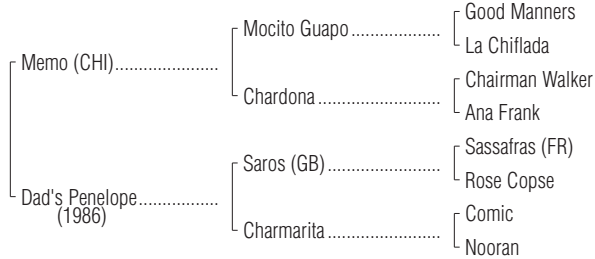 Good Manners
Mocito Guapo....................
La Chiflada
Memo (CHI).......................
Chairman Walker
Chardona...........................
Ana Frank
Sassafras (FR)
Saros (GB).........................
Rose Copse
Dad's Penelope..................
(1986)
Comic
Charmarita.........................
Nooran